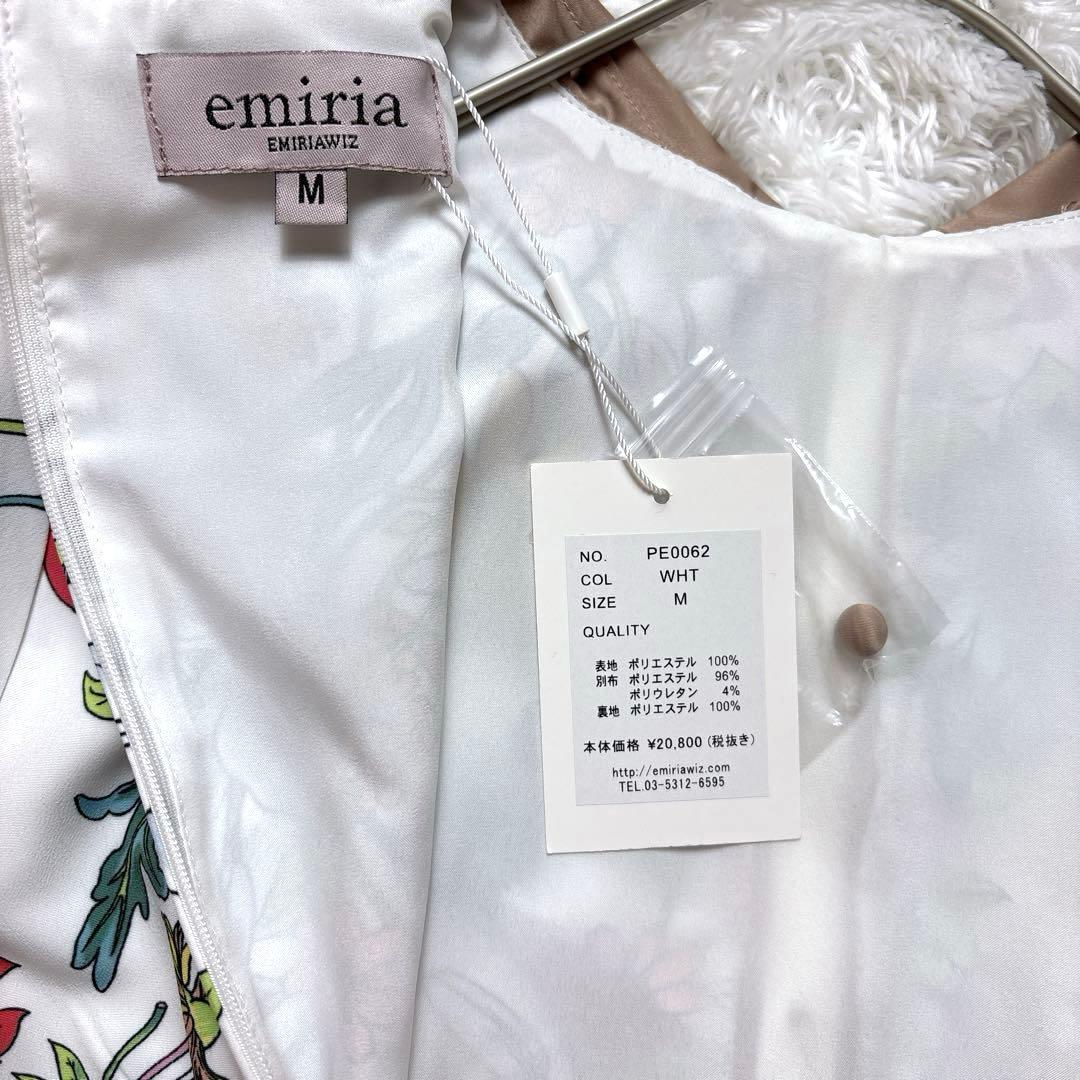 emiria
EMIRIAWIZ
M
NO. PE0062
COL WHT
SIZE M
QUALITY
表地 ポリエステル 100%
別布 ポリエステル 96%
ポリウレタン 4%
裏地 ポリエステル 100%
本体価格 ¥20,800 (税抜き)
http://emiriawiz.com
TEL.03-5312-6595